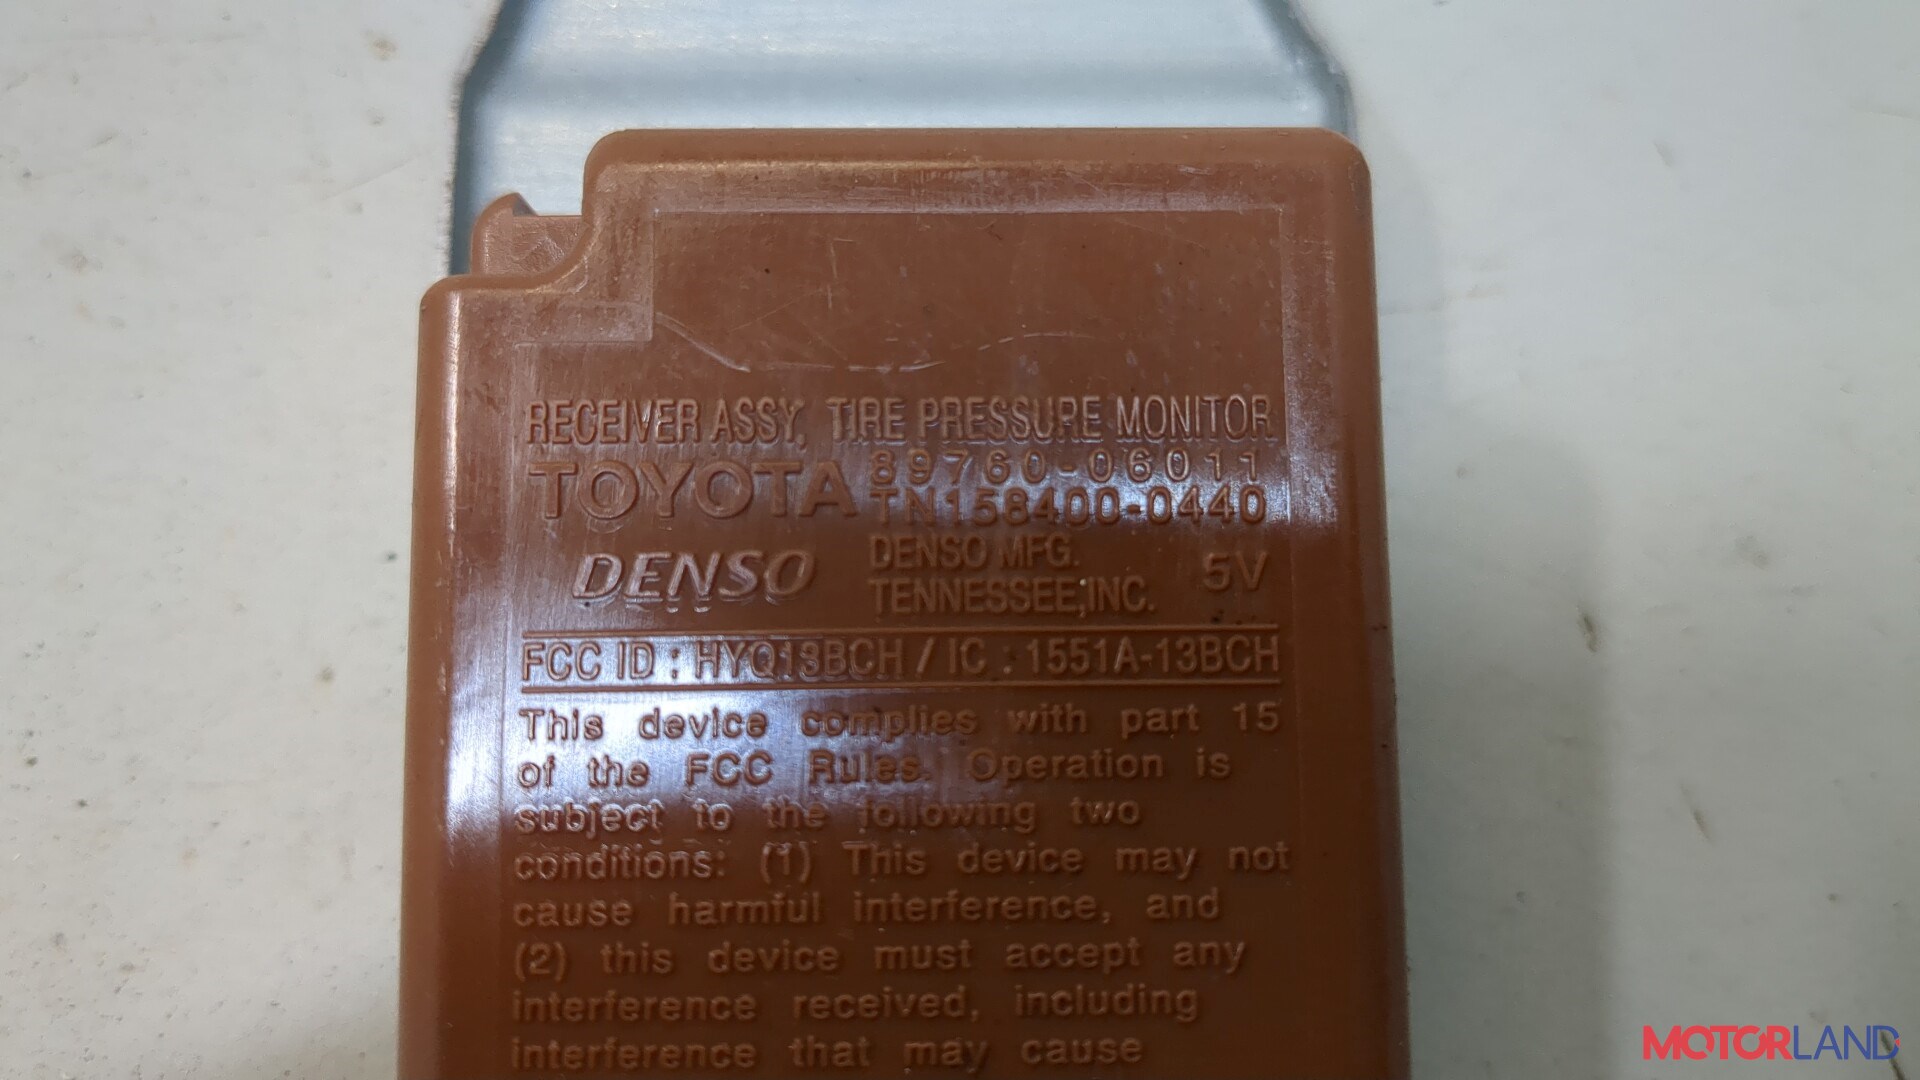 RECEIVER ASSY, TIRE PRESSURE MONITOR
TOYOTA 89760-06011
TN158400-0440
DENSO DENSO MFG. TENNESSEE,INC. 5V
FCC ID : HYQ13BCH / IC : 1551A-13BCH
This device complies with part 15
of the FCC Rules. Operation is
subject to the following two
conditions: (1) This device may not
cause harmful interference, and
(2) this device must accept any
interference received, including
interference that may cause
MOTORLAND